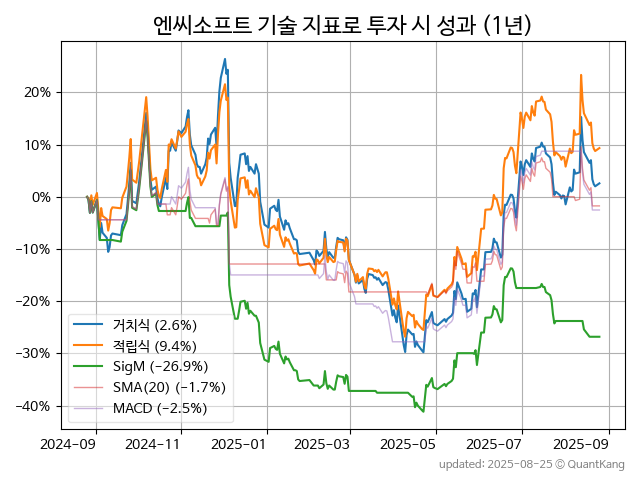 엔씨소프트 기술 지표로 투자 시 성과 (1년)
20%
10%
0%
−10%
−20%
−30%
−40%
거치식 (2.6%)
적립식 (9.4%)
SigM (−26.9%)
SMA(20) (−1.7%)
MACD (−2.5%)
2024-09 2024-11 2025-01 2025-03 2025-05 2025-07 2025-09
updated: 2025-08-25 © QuantKang